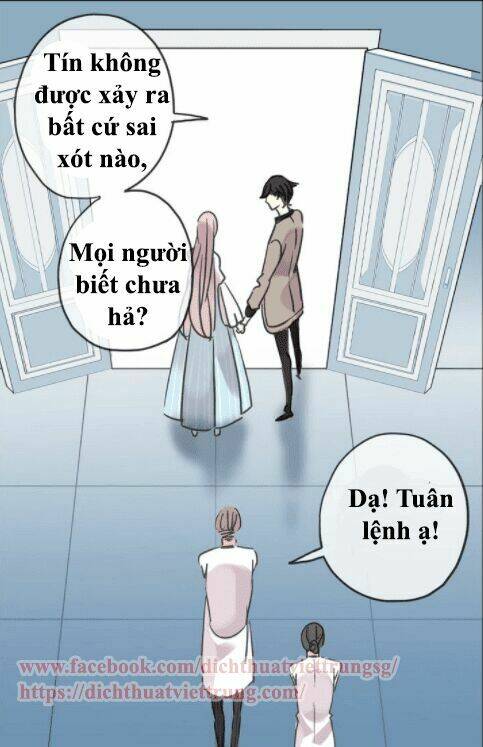 Tín không
được xảy ra
bất cứ sai
xót nào,
Mọi người
biết chưa
hả?
Dạ! Tuân
lệnh ạ!
www.facebook.com/dichthuatviettrungsg/
https://dichthuatviettrung.com/